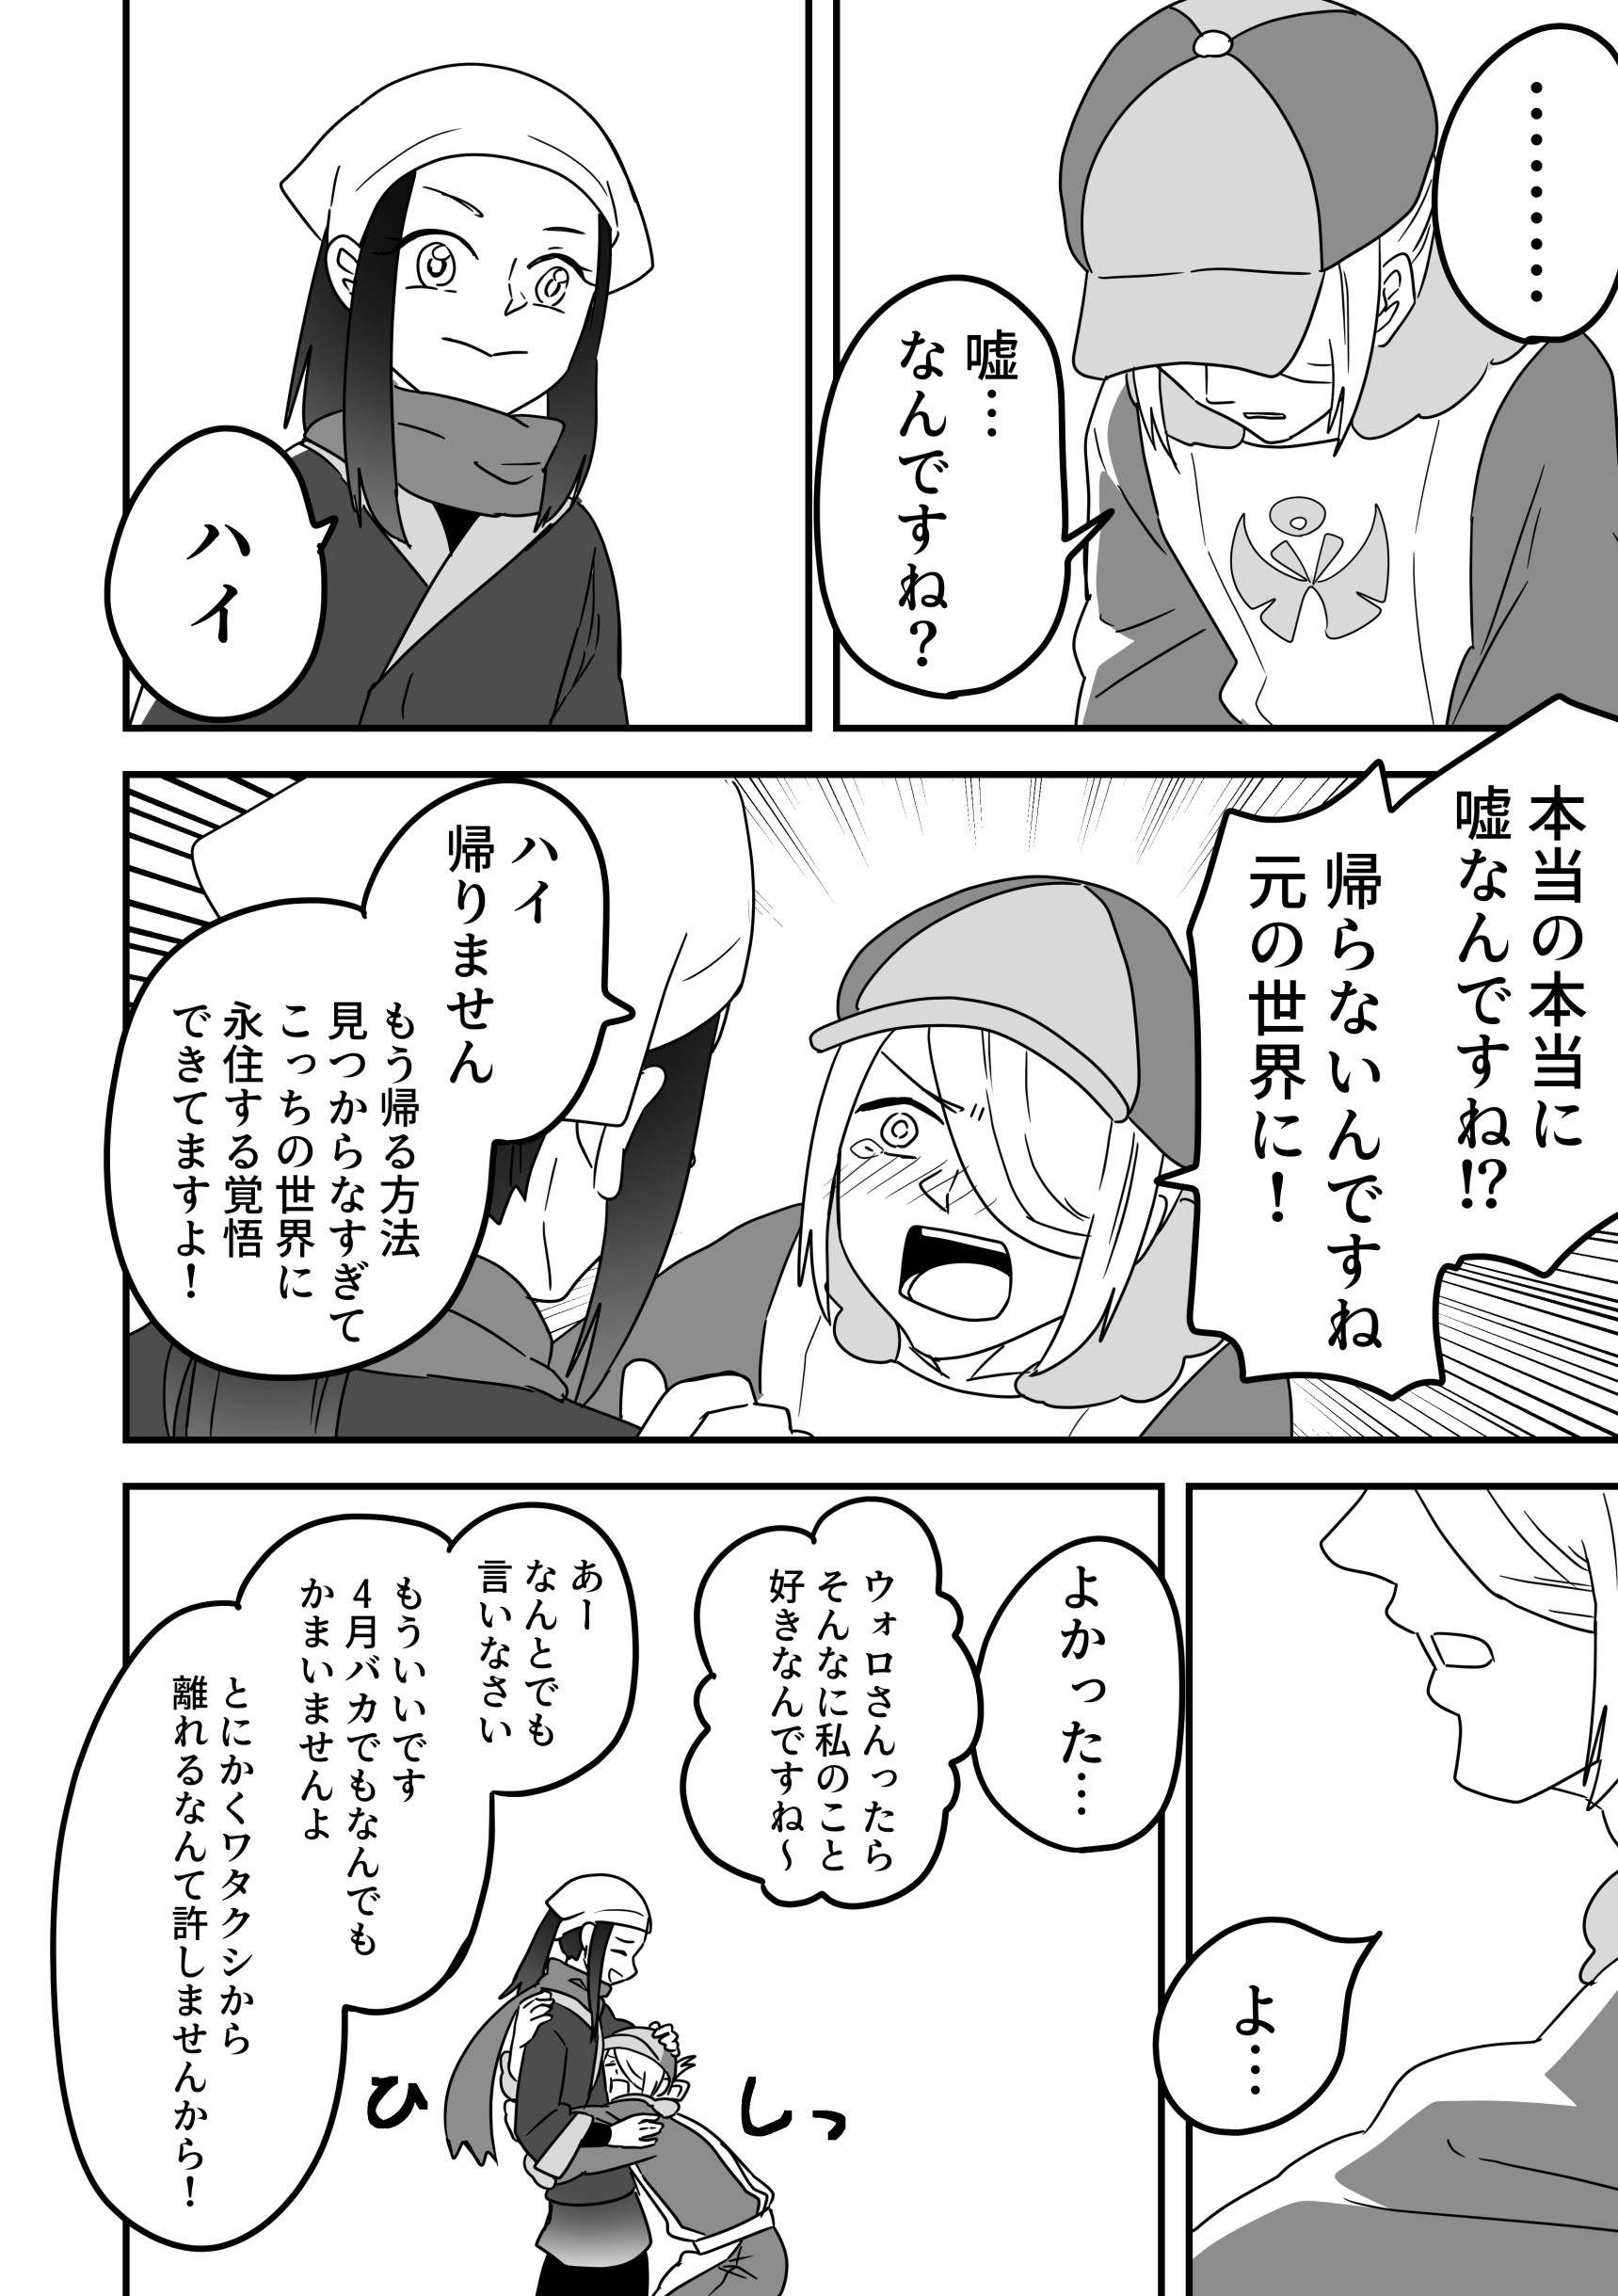 ………
嘘…
なんですね？
ハイ
本当の本当に
嘘なんですね!?
帰らないんですね
元の世界に！
ハイ
帰りません
もう帰る方法
見つからなすぎて
こっちの世界に
永住する覚悟
できてますよ！
よ…
よかった…
ウォロさんったら
そんなに私のこと
好きなんですね～
あー
なんとでも
言いなさい
もういいです
4月バカでもなんでも
かまいませんよ
とにかくワタクシから
離れるなんて許しませんから！
ひしっ